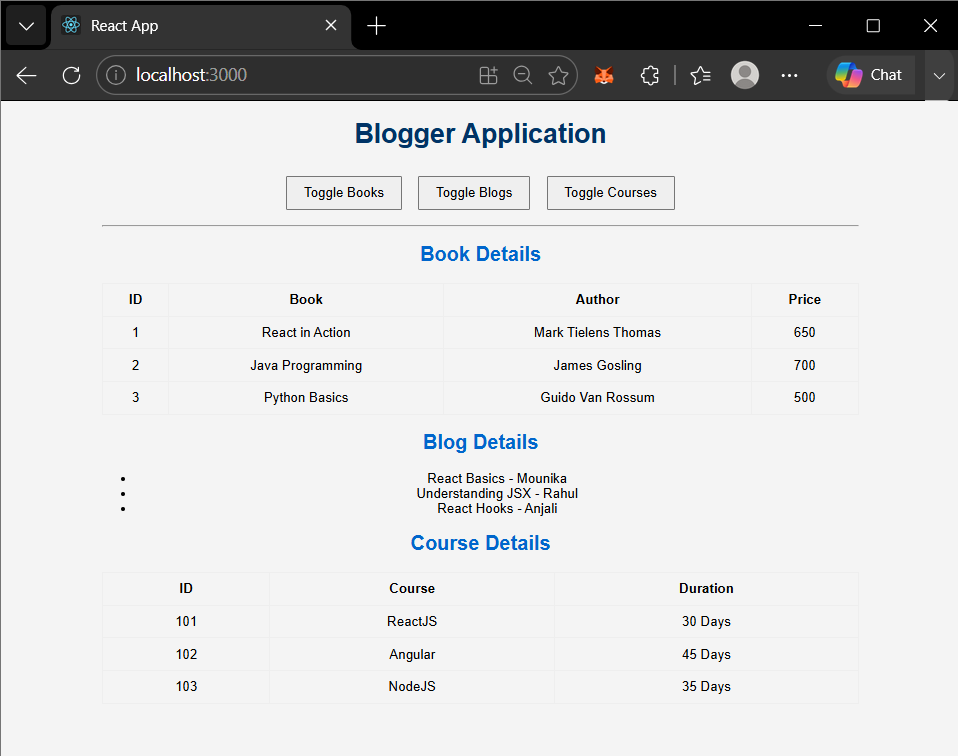 React App
localhost:3000
Chat
Blogger Application
Toggle Books Toggle Blogs Toggle Courses
Book Details
ID Book Author Price
1 React in Action Mark Tielens Thomas 650
2 Java Programming James Gosling 700
3 Python Basics Guido Van Rossum 500
Blog Details
• React Basics - Mounika
• Understanding JSX - Rahul
• React Hooks - Anjali
Course Details
ID Course Duration
101 ReactJS 30 Days
102 Angular 45 Days
103 NodeJS 35 Days